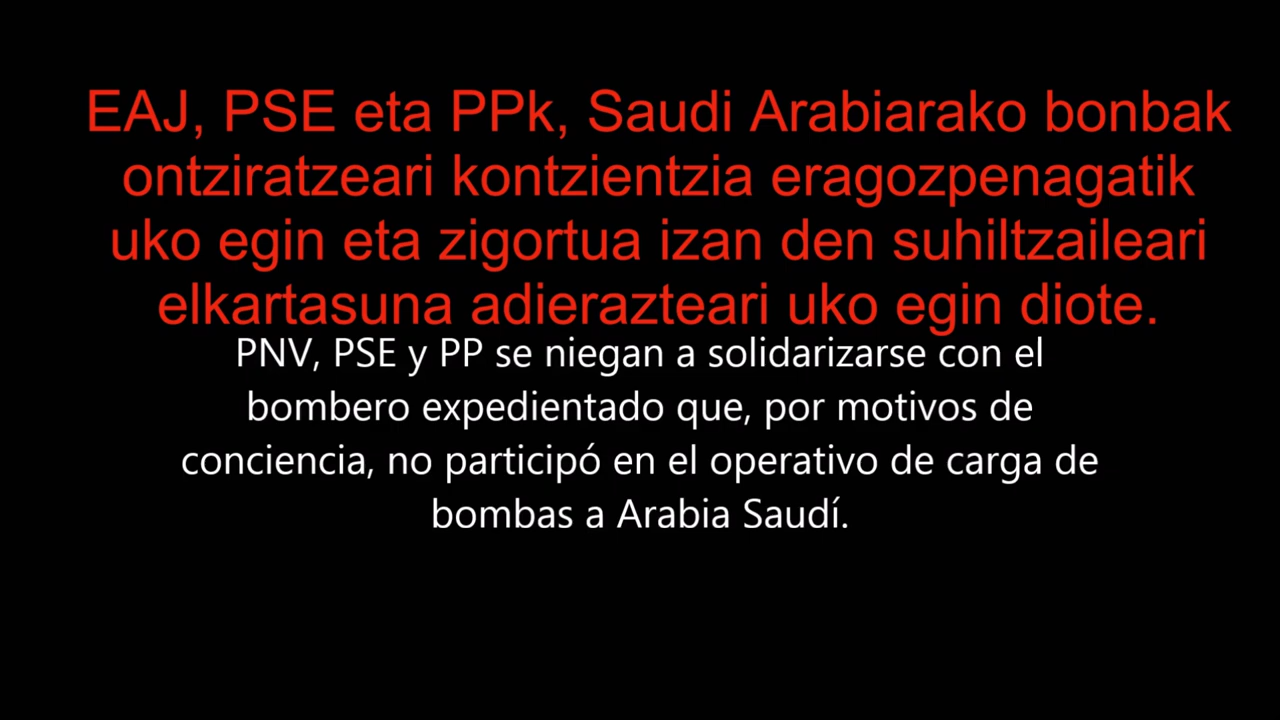 EAJ, PSE eta PPk, Saudi Arabiarako bonbak
ontziratzeari kontzientzia eragozpenagatik
uko egin eta zigortua izan den suhiltzaileari
elkartasuna adierazteari uko egin diote.
PNV, PSE y PP se niegan a solidarizarse con el
bombero expedientado que, por motivos de
conciencia, no participó en el operativo de carga de
bombas a Arabia Saudí.